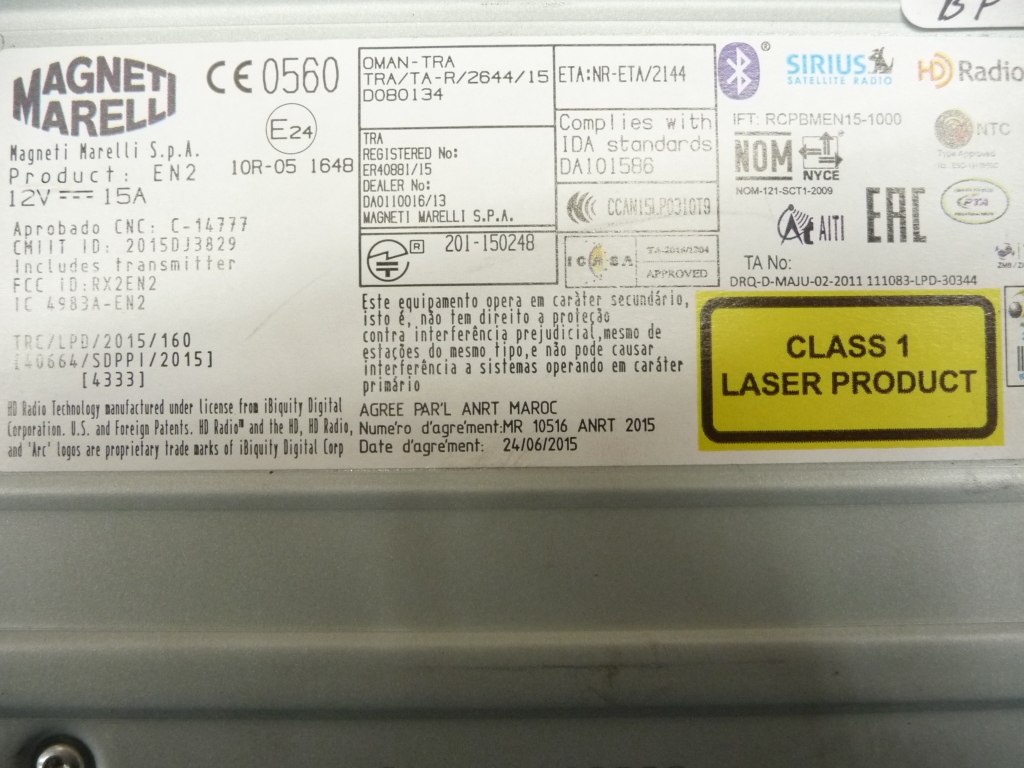 BP
MAGNETI
MARELLI
CE 0560
E24
10R-05 1648
Magneti Marelli S.p.A.
Product: EN2
12V 15A
Aprobado CNC: C-14777
CMIIT ID: 2015DJ3829
Includes transmitter
FCC ID:RX2EN2
IC 4983A-EN2
TRC/LPD/2015/160
[40664/SDPPI/2015]
[4333]
HD Radio Technology manufactured under license from iBiquity Digital
Corporation. U.S. and Foreign Patents. HD Radio™ and the HD, HD Radio,
and 'Arc' logos are proprietary trade marks of iBiquity Digital Corp
OMAN-TRA
TRA/TA-R/2644/15
D080134
TRA
REGISTERED No:
ER40881/15
DEALER No:
DA0110016/13
MAGNETI MARELLI S.P.A.
R 201-150248
ETA:NR-ETA/2144
Complies with
IDA standards
DA101586
CCAN15LP0310T9
ICASA
APPROVED
Este equipamento opera em caráter secundário,
isto é, não tem direito a proteção
contra interferência prejudicial,mesmo de
estações do mesmo tipo,e não pode causar
interferência a sistemas operando em caráter
primário
AGREE PAR'L ANRT MAROC
Nume'ro d'agre'ment:MR 10516 ANRT 2015
Date d'agre'ment: 24/06/2015
®
SIRIUS
SATELLITE RADIO
HD Radio
IFT: RCPBMEN15-1000
NOM
NYCE
NOM-121-SCT1-2009
NTC
Type Approved
AITI
EAC
PTA
TA No:
DRQ-D-MAJU-02-2011 111083-LPD-30344
CLASS 1
LASER PRODUCT